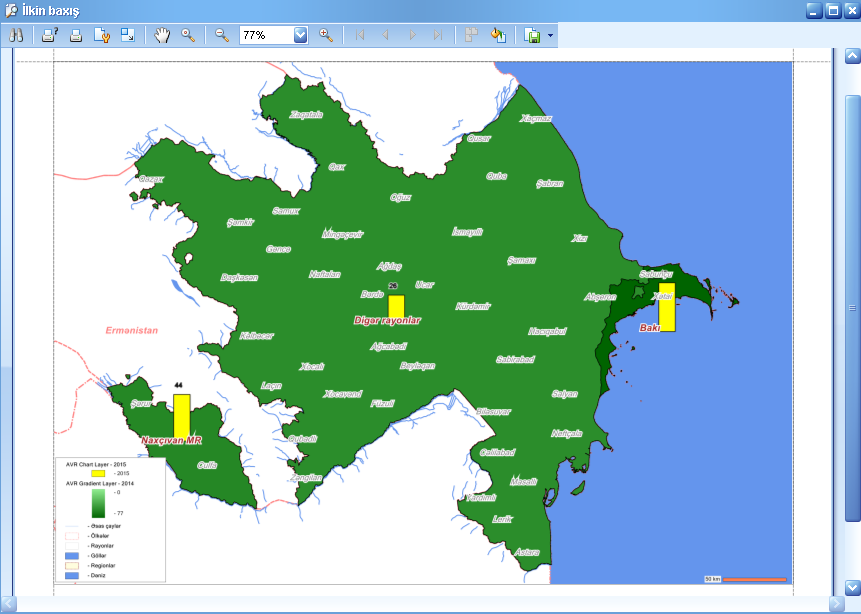 İlkin baxış
77%
Zaqatala
Xaçmaz
Qusar
Qax
Quba
Qazax
Şabran
Oğuz
Samux
Şəmkir
Mingəçevir
İsmayıllı
Xızı
Gəncə
Şamaxı
Ağdaş
Naftalan
Daşkəsən
Sabunçu
Ucar
26
Bərdə
Abşeron
Xətai
Kürdəmir
Digər rayonlar
Bakı
Ermənistan
Hacıqabul
Kəlbəcər
Ağcabədi
Sabirabad
Xocalı
Beyləqan
44
Laçın
Xocavənd
Salyan
Şərur
Füzuli
Biləsuvar
Naxçıvan MR
Qubadlı
Neftçala
Cəlilabad
Culfa
Zəngilan
Masallı
Yardımlı
Lerik
Astara
AVR Chart Layer - 2015
- 2015
AVR Gradient Layer - 2014
- 0
- 77
- Əsas çaylar
- Ölkələr
- Rayonlar
- Göllər
- Regionlar
- Dəniz
50 km